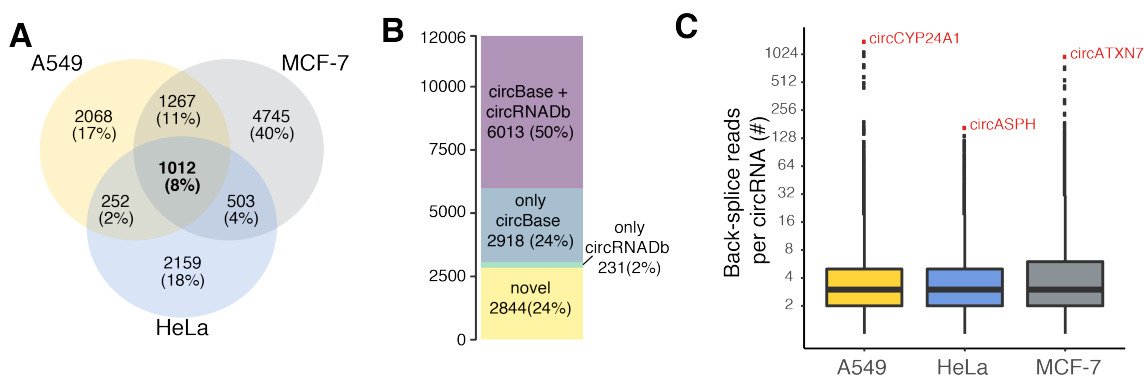 A
A549
MCF-7
2068
(17%)
1267
(11%)
4745
(40%)
1012
(8%)
252
(2%)
503
(4%)
2159
(18%)
HeLa
B
12006
10000
7500
5000
2500
0
circBase +
circRNADb
6013 (50%)
only
circBase
2918 (24%)
only
circRNADb
231(2%)
novel
2844(24%)
C
Back-splice reads
per circRNA (#)
1024
512
256
128
64
32
16
8
4
2
circCYP24A1
circASPH
circATXN7
A549
HeLa
MCF-7